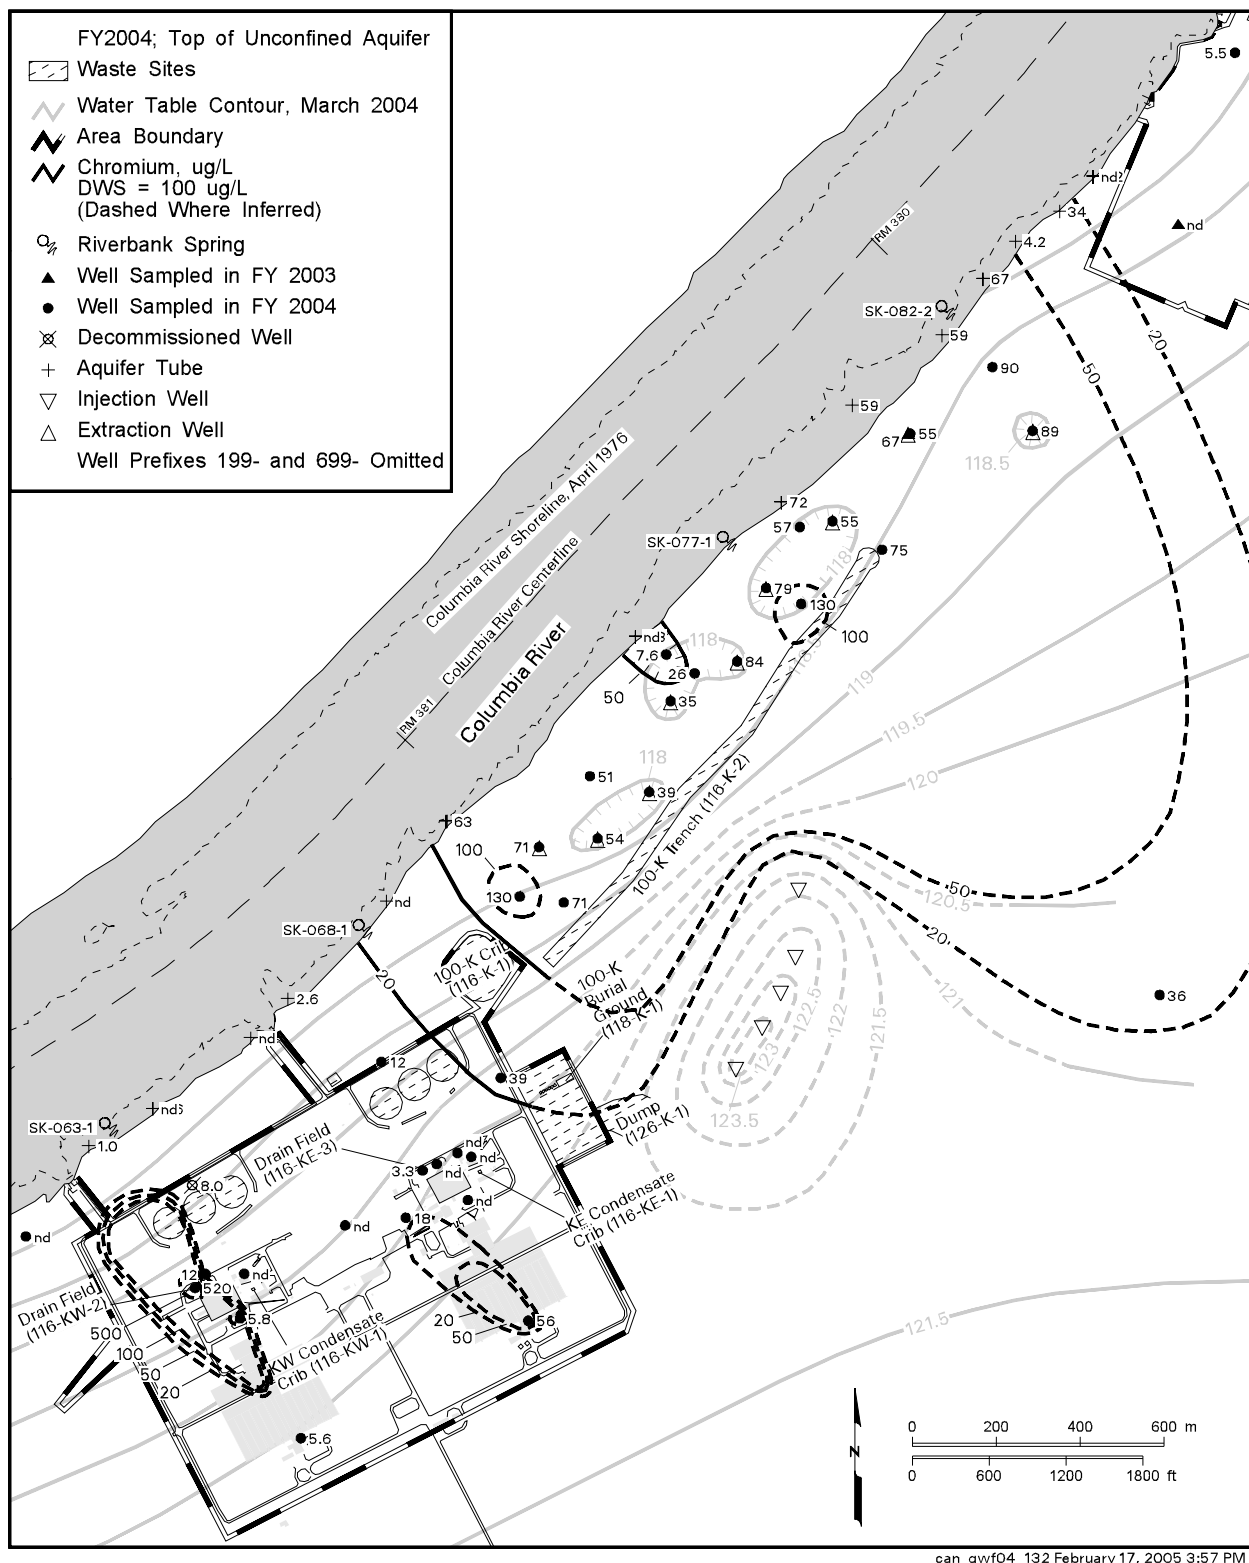 FY2004; Top of Unconfined Aquifer
Waste Sites
Water Table Contour, March 2004
Area Boundary
Chromium, ug/L
DWS = 100 ug/L
(Dashed Where Inferred)
Riverbank Spring
Well Sampled in FY 2003
Well Sampled in FY 2004
Decommissioned Well
Aquifer Tube
Injection Well
Extraction Well
Well Prefixes 199- and 699- Omitted
5.5
nd
34
nd
4.2
RM 380
67
SK-082-2
59
20
50
90
59
67
55
89
118.5
Columbia River Shoreline, April 1976
72
57
55
SK-077-1
118
75
Columbia River Centerline
79
130
100
Columbia River
nd
7.6
118
84
118.5
26
50
35
119
RM 381
119.5
118
51
39
120
100-K Trench (116-K-2)
54
63
71
100
130
71
50
120.5
nd
SK-068-1
20
100-K Crib
(116-K-1)
20
100-K
Burial
Ground
(118-K-1)
121
36
2.6
122.5
122
121.5
nd
12
123
39
123.5
nd
SK-063-1
1.0
Dump
(126-K-1)
Drain Field
(116-KE-3)
nd
nd
3.3
nd
8.0
nd
KE Condensate
Crib (116-KE-1)
18
nd
nd
12
520
nd
Drain Field
(116-KW-2)
5.8
20
50
56
121.5
500
100
50
20
KW Condensate
Crib (116-KW-1)
5.6
N
0 200 400 600 m
0 600 1200 1800 ft
can_gwf04_132 February 17, 2005 3:57 PM